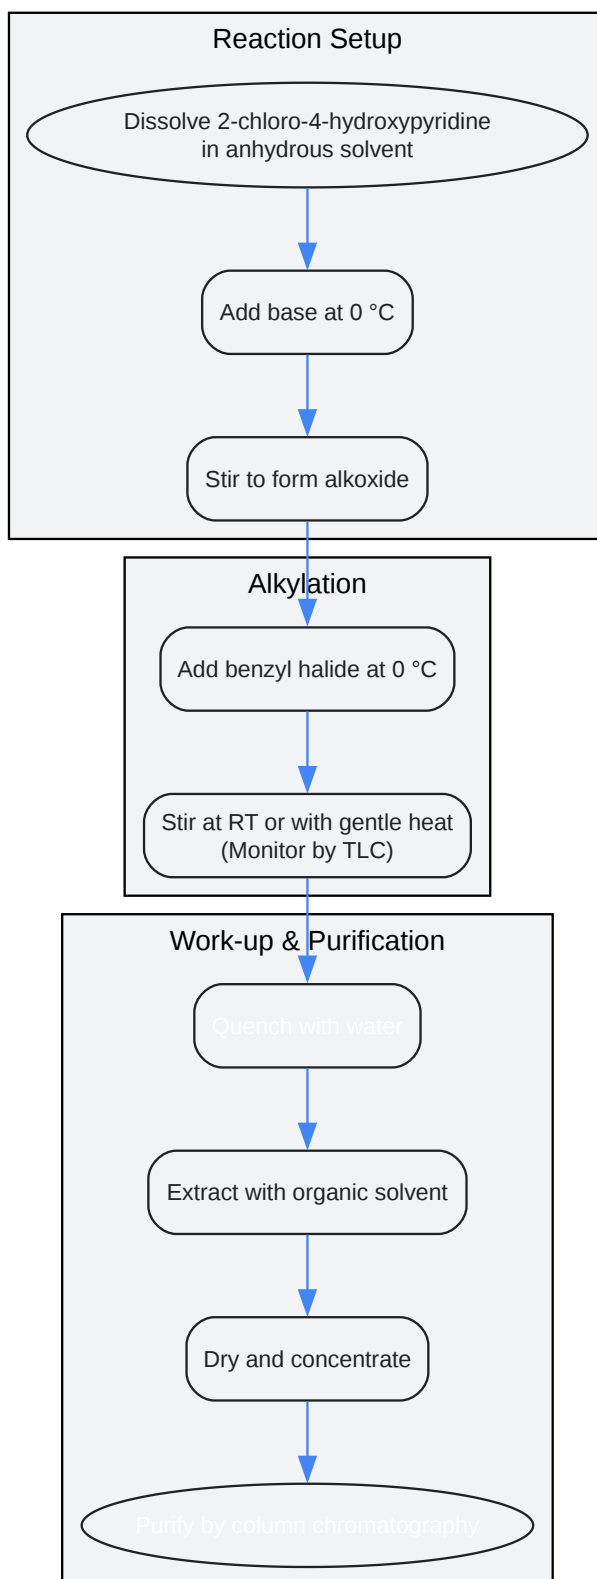 Reaction Setup
Dissolve 2-chloro-4-hydroxypyridine
in anhydrous solvent
Add base at 0 °C
Stir to form alkoxide
Alkylation
Add benzyl halide at 0 °C
Stir at RT or with gentle heat
(Monitor by TLC)
Work-up & Purification
Quench with water
Extract with organic solvent
Dry and concentrate
Purify by column chromatography